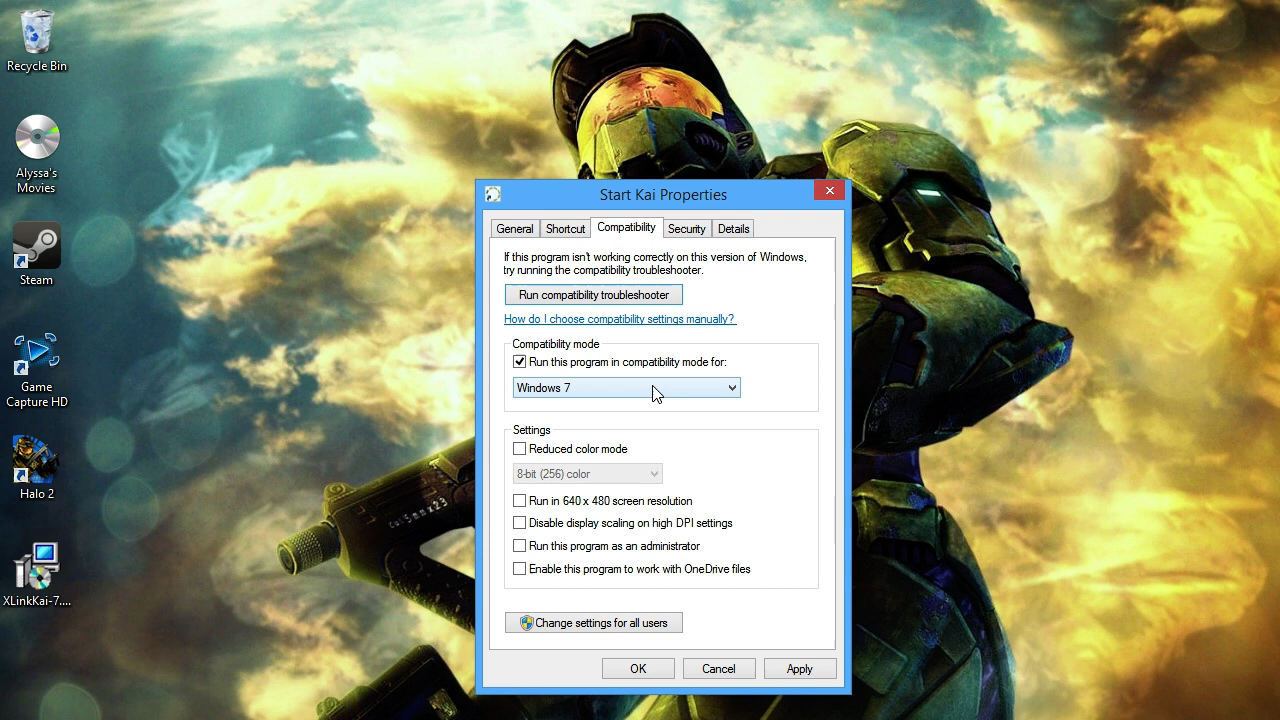 Recycle Bin
Alyssa's
Movies
Steam
Game
Capture HD
Halo 2
XLinkKai-7....
Start Kai Properties
General
Shortcut
Compatibility
Security
Details
If this program isn't working correctly on this version of Windows,
try running the compatibility troubleshooter.
Run compatibility troubleshooter
How do I choose compatibility settings manually?
Compatibility mode
Run this program in compatibility mode for:
Windows 7
Settings
Reduced color mode
8-bit (256) color
Run in 640 x 480 screen resolution
Disable display scaling on high DPI settings
Run this program as an administrator
Enable this program to work with OneDrive files
Change settings for all users
OK
Cancel
Apply